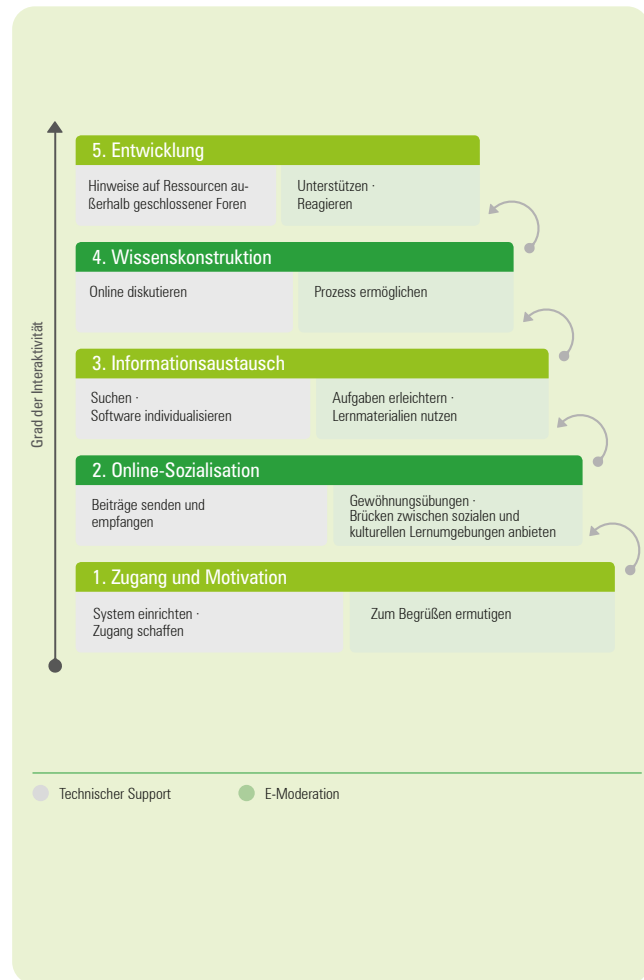 5. Entwicklung
Hinweise auf Ressourcen au-
ßerhalb geschlossener Foren
Unterstützen ·
Reagieren
4. Wissenskonstruktion
Online diskutieren
Prozess ermöglichen
Grad der Interaktivität
3. Informationsaustausch
Suchen ·
Software individualisieren
Aufgaben erleichtern ·
Lernmaterialien nutzen
2. Online-Sozialisation
Beiträge senden und
empfangen
Gewöhnungsübungen ·
Brücken zwischen sozialen und
kulturellen Lernumgebungen anbieten
1. Zugang und Motivation
System einrichten ·
Zugang schaffen
Zum Begrüßen ermutigen
Technischer Support
E-Moderation